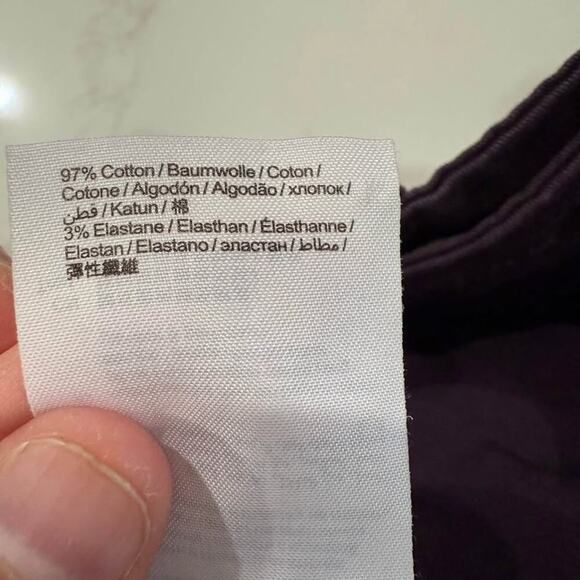 97% Cotton / Baumwolle / Coton /
Cotone / Algodón / Algodão / хлопок /
قطن / Katun / 棉
3% Elastane / Elasthan / Élasthanne /
Elastan / Elastano / эластан / مطاط /
彈性纖維